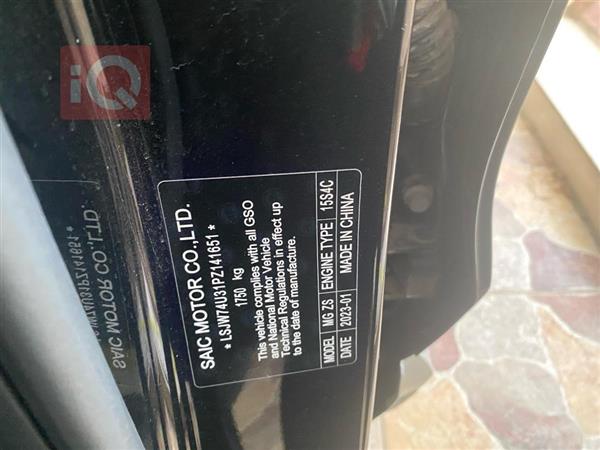 iQ
SAIC MOTOR CO.,LTD.
* LSJW74U31PZ141651 *
1750 kg
This vehicle complies with all GSO
and National Motor Vehicle
Technical Regulations in effect up
to the date of manufacture.
MODEL MG ZS ENGINE TYPE 15S4C
DATE 2023-01 MADE IN CHINA
SAIC MOTOR CO.,LTD.
* LSJW74U31PZ141651 *